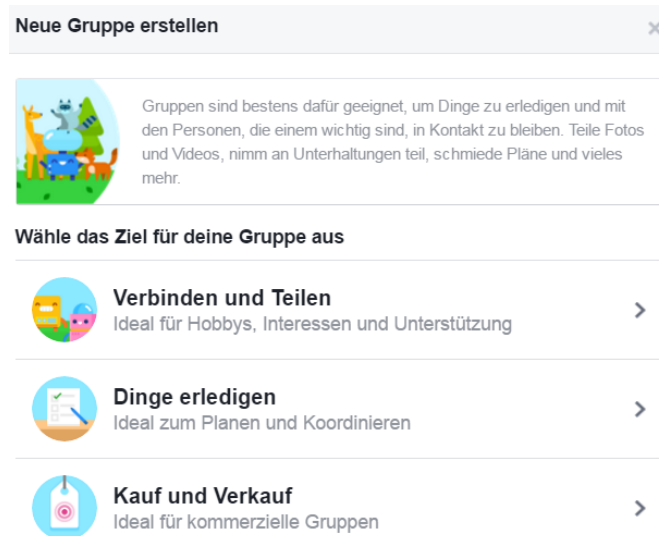 Neue Gruppe erstellen
Gruppen sind bestens dafür geeignet, um Dinge zu erledigen und mit
den Personen, die einem wichtig sind, in Kontakt zu bleiben. Teile Fotos
und Videos, nimm an Unterhaltungen teil, schmiede Pläne und vieles
mehr.
Wähle das Ziel für deine Gruppe aus
Verbinden und Teilen
Ideal für Hobbys, Interessen und Unterstützung
Dinge erledigen
Ideal zum Planen und Koordinieren
Kauf und Verkauf
Ideal für kommerzielle Gruppen